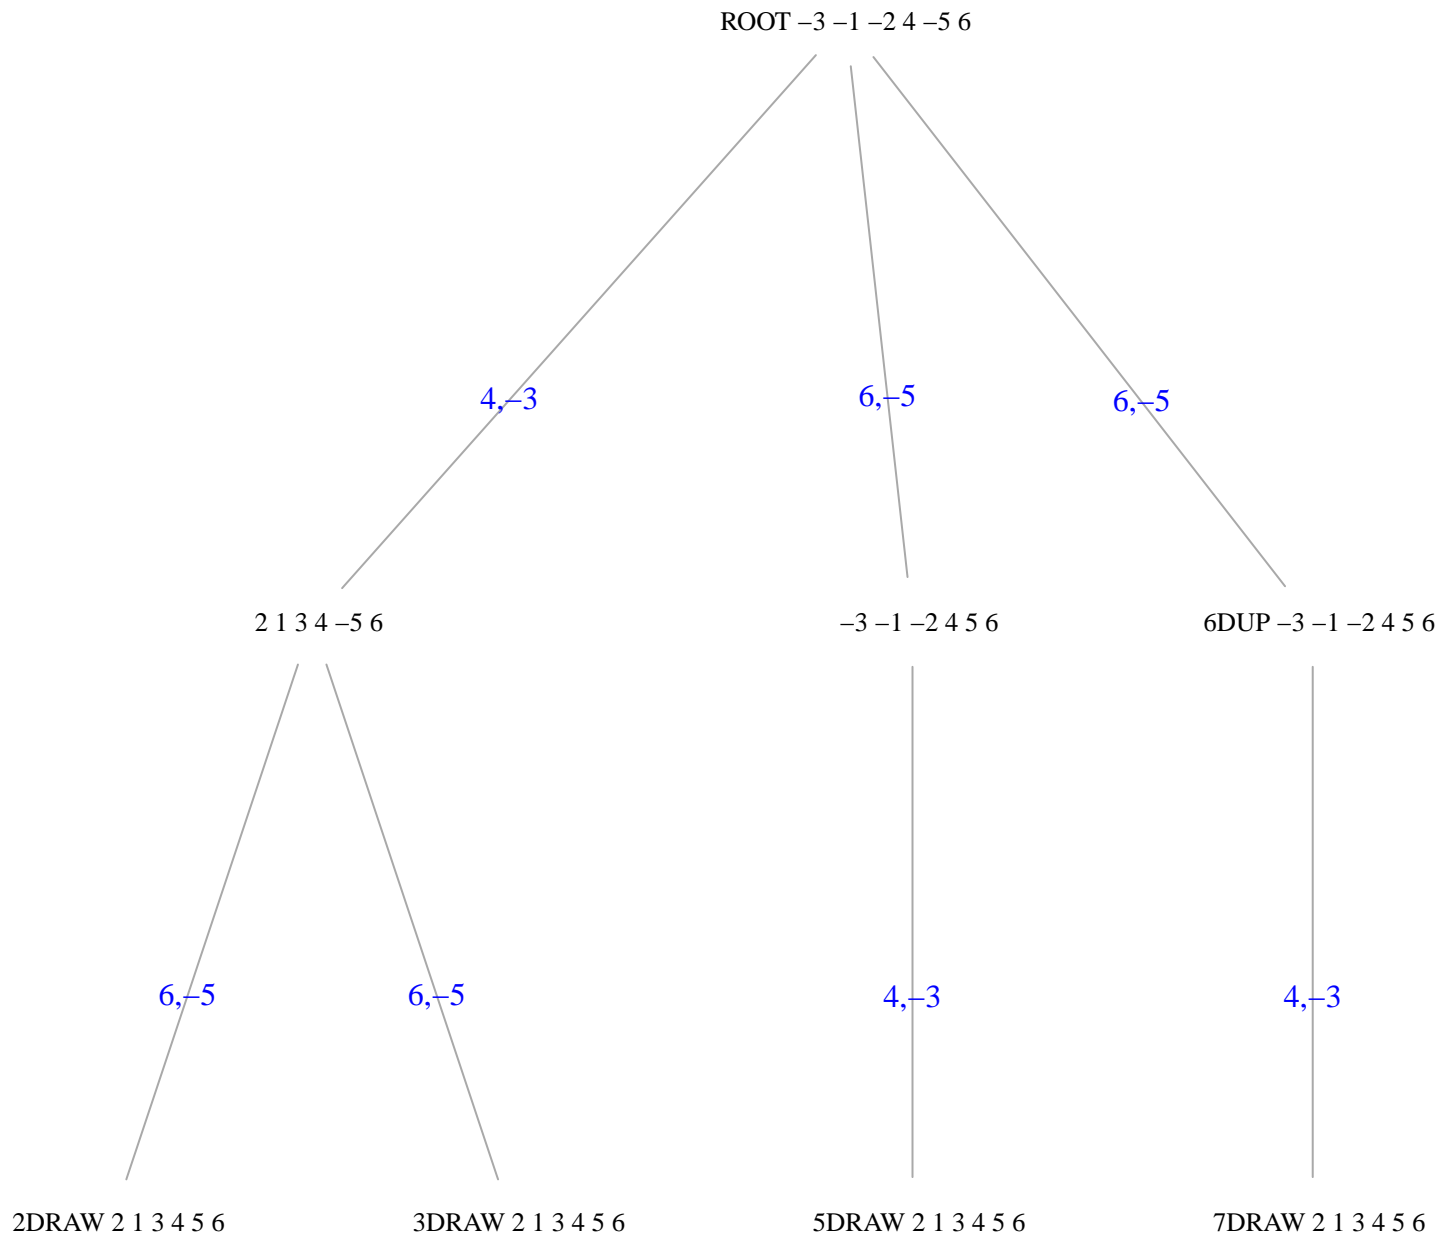 ROOT –3 –1 –2 4 –5 6
4,–3
6,–5
6,–5
2 1 3 4 –5 6
–3 –1 –2 4 5 6
6DUP –3 –1 –2 4 5 6
6,–5
6,–5
4,–3
4,–3
2DRAW 2 1 3 4 5 6
3DRAW 2 1 3 4 5 6
5DRAW 2 1 3 4 5 6
7DRAW 2 1 3 4 5 6